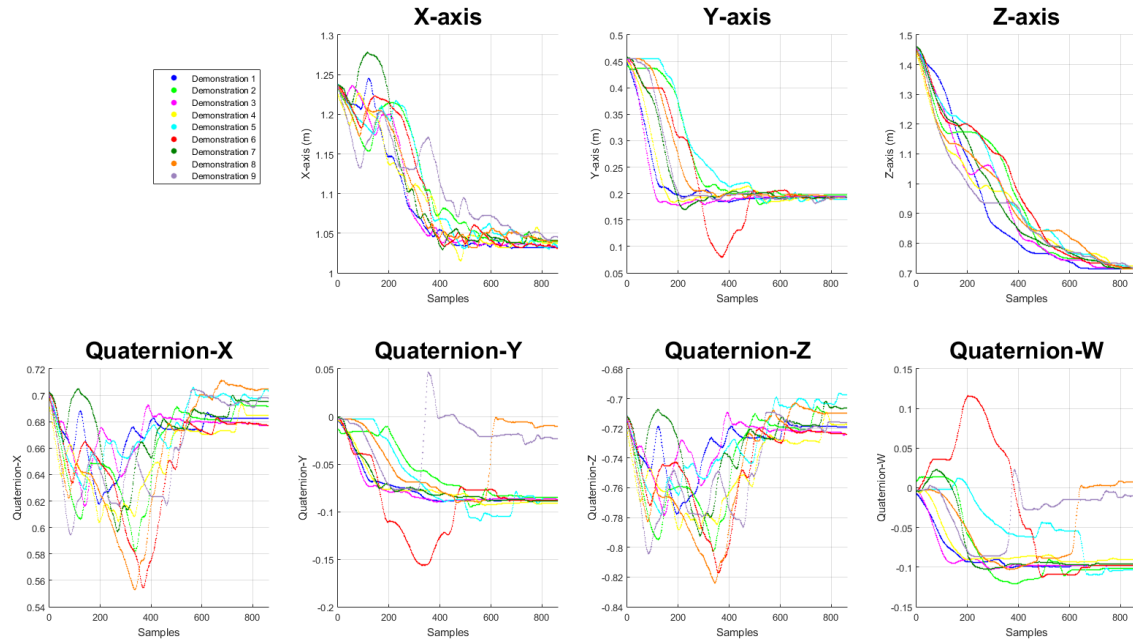 X-axis
Y-axis
Z-axis
Demonstration 1
Demonstration 2
Demonstration 3
Demonstration 4
Demonstration 5
Demonstration 6
Demonstration 7
Demonstration 8
Demonstration 9
X-axis (m)
1.3
1.25
1.2
1.15
1.1
1.05
1
0 200 400 600 800
Samples
Y-axis (m)
0.5
0.45
0.4
0.35
0.3
0.25
0.2
0.15
0.1
0.05
0 200 400 600 800
Samples
Z-axis (m)
1.5
1.4
1.3
1.2
1.1
1
0.9
0.8
0.7
0 200 400 600 800
Samples
Quaternion-X
Quaternion-Y
Quaternion-Z
Quaternion-W
Quaternion-X
0.72
0.7
0.68
0.66
0.64
0.62
0.6
0.58
0.56
0.54
0 200 400 600 800
Samples
Quaternion-Y
0.05
0
-0.05
-0.1
-0.15
-0.2
0 200 400 600 800
Samples
Quaternion-Z
-0.68
-0.7
-0.72
-0.74
-0.76
-0.78
-0.8
-0.82
-0.84
0 200 400 600 800
Samples
Quaternion-W
0.15
0.1
0.05
0
-0.05
-0.1
-0.15
0 200 400 600 800
Samples